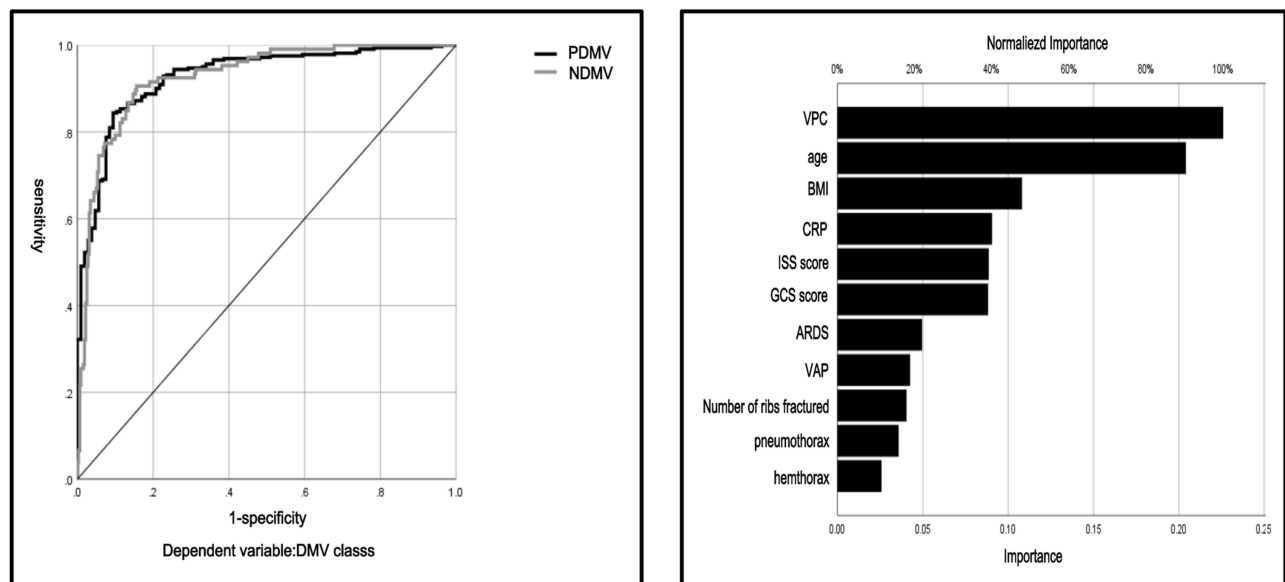 PDMV
NDMV
1.0
.8
.6
.4
.2
.0
.0 .2 .4 .6 .8 1.0
sensitivity
1-specificity
Dependent variable:DMV classs
Normaliezd Importance
0% 20% 40% 60% 80% 100%
VPC
age
BMI
CRP
ISS score
GCS score
ARDS
VAP
Number of ribs fractured
pneumothorax
hemthorax
0.00 0.05 0.10 0.15 0.20 0.25
Importance